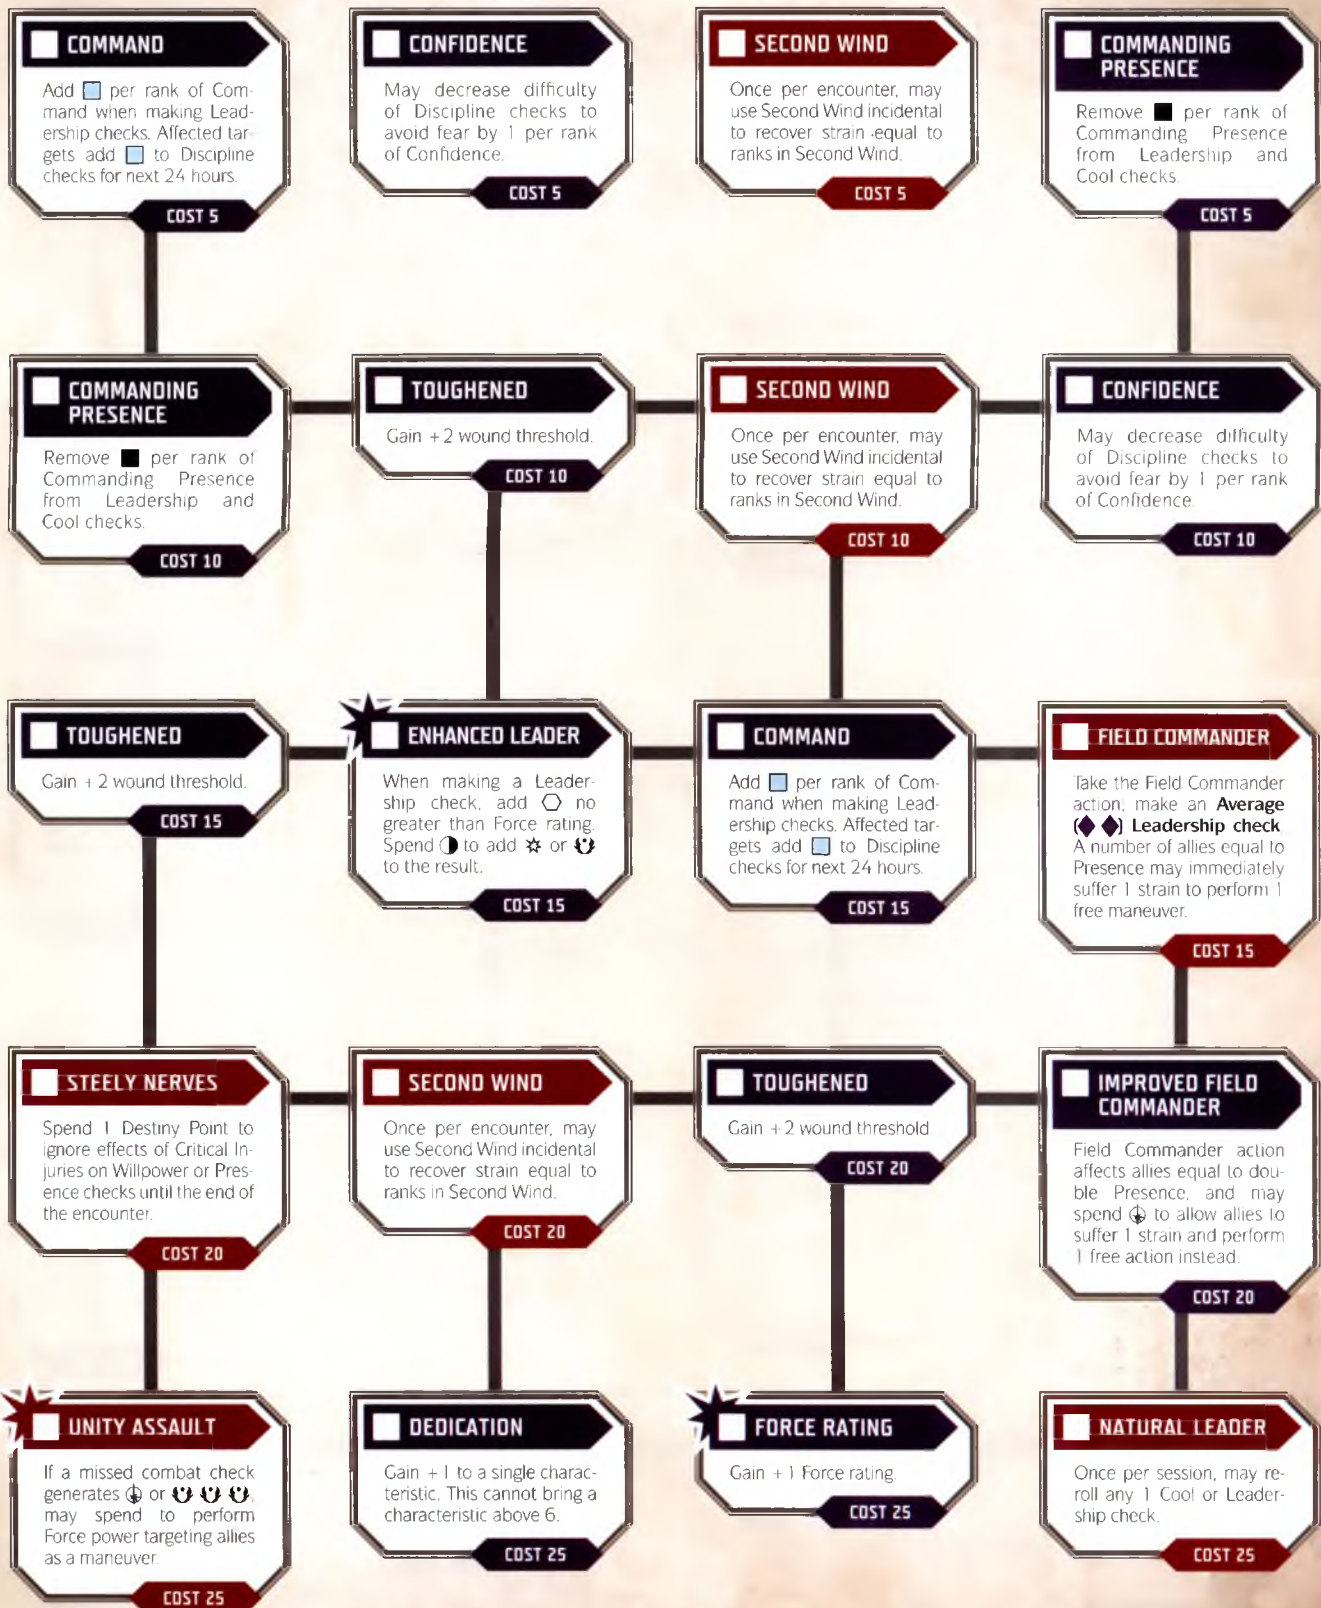 COMMAND
Add per rank of Com-
mand when making Lead-
ership checks. Affected tar-
gets add to Discipline
checks for next 24 hours.
COST 5
CONFIDENCE
May decrease difficulty
of Discipline checks to
avoid fear by 1 per rank
of Confidence.
COST 5
SECOND WIND
Once per encounter, may
use Second Wind incidental
to recover strain equal to
ranks in Second Wind.
COST 5
COMMANDING
PRESENCE
Remove per rank of
Commanding Presence
from Leadership and
Cool checks.
COST 5
COMMANDING
PRESENCE
Remove per rank of
Commanding Presence
from Leadership and
Cool checks.
COST 10
TOUGHENED
Gain +2 wound threshold.
COST 10
SECOND WIND
Once per encounter, may
use Second Wind incidental
to recover strain equal to
ranks in Second Wind.
COST 10
CONFIDENCE
May decrease difficulty
of Discipline checks to
avoid fear by 1 per rank
of Confidence.
COST 10
TOUGHENED
Gain +2 wound threshold.
COST 15
ENHANCED LEADER
When making a Leader-
ship check, add no
greater than Force rating.
Spend to add or
to the result.
COST 15
COMMAND
Add per rank of Com-
mand when making Lead-
ership checks. Affected tar-
gets add to Discipline
checks for next 24 hours.
COST 15
FIELD COMMANDER
Take the Field Commander
action; make an Average
(◆◆) Leadership check.
A number of allies equal to
Presence may immediately
suffer 1 strain to perform 1
free maneuver.
COST 15
STEELY NERVES
Spend 1 Destiny Point to
ignore effects of Critical In-
juries on Willpower or Pres-
ence checks until the end of
the encounter.
COST 20
SECOND WIND
Once per encounter, may
use Second Wind incidental
to recover strain equal to
ranks in Second Wind.
COST 20
TOUGHENED
Gain +2 wound threshold.
COST 20
IMPROVED FIELD
COMMANDER
Field Commander action
affects allies equal to dou-
ble Presence, and may
spend to allow allies to
suffer 1 strain and perform
1 free action instead.
COST 20
UNITY ASSAULT
If a missed combat check
generates or ,
may spend to perform
Force power targeting allies
as a maneuver.
COST 25
DEDICATION
Gain +1 to a single charac-
teristic. This cannot bring a
characteristic above 6.
COST 25
FORCE RATING
Gain +1 Force rating.
COST 25
NATURAL LEADER
Once per session, may re-
roll any 1 Cool or Leader-
ship check.
COST 25